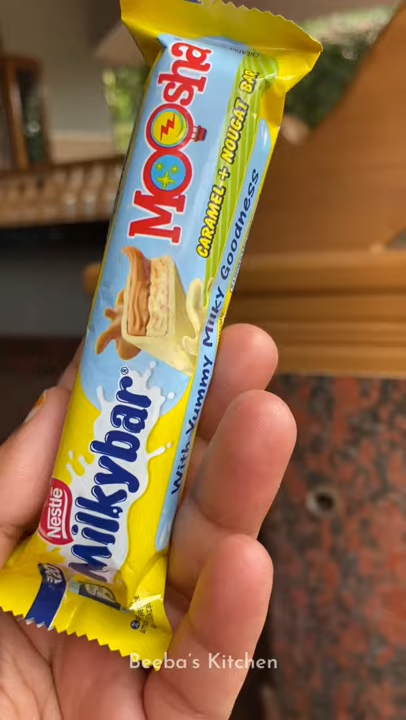 Nestlé
Milkybar®
Moosha
CARAMEL + NOUGAT BAR
With Yummy Milky Goodness
Beeba's Kitchen